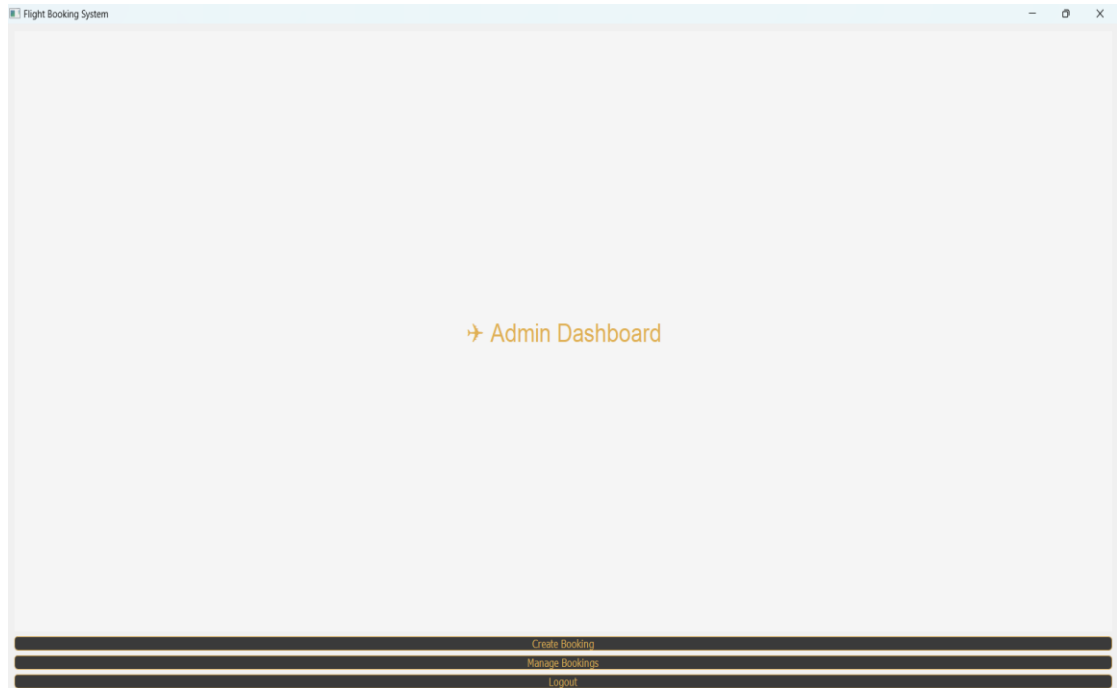 Flight Booking System
✈ Admin Dashboard
Create Booking
Manage Bookings
Logout